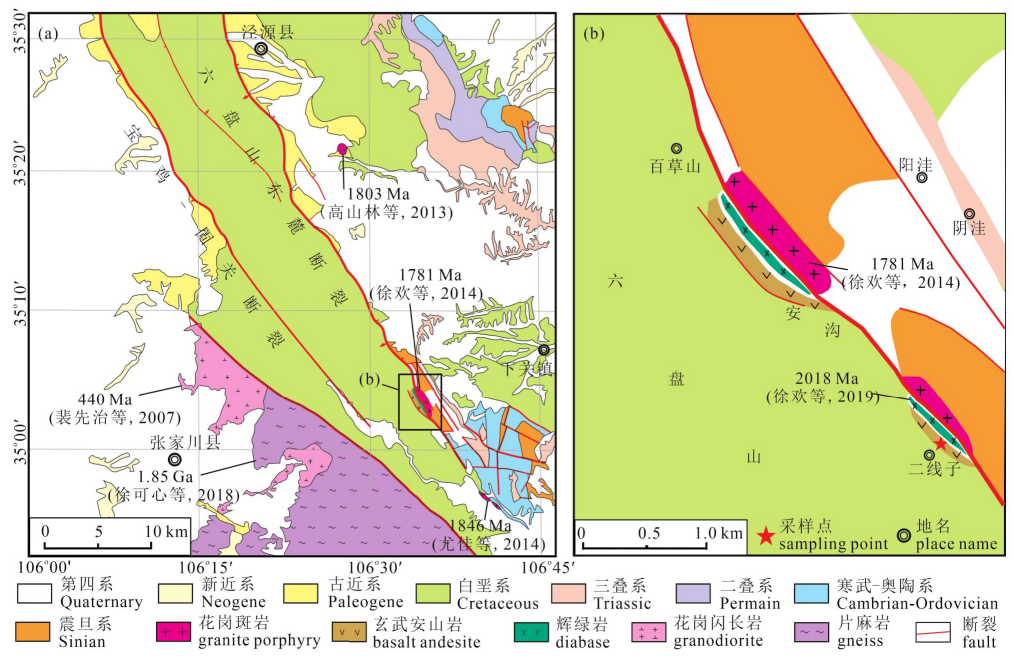 (a)
35°30′
35°20′
35°10′
35°00′
泾源县
六盘山东麓断裂
宝鸡
固关断裂
1803 Ma
(高山林等, 2013)
1781 Ma
(徐欢等, 2014)
(b)
下关镇
440 Ma
(裴先治等, 2007)
张家川县
1.85 Ga
(徐可心等, 2018)
1846 Ma
(尤佳等, 2014)
0 5 10 km
106°00′ 106°15′ 106°30′ 106°45′
(b)
百草山
阳洼
阴洼
1781 Ma
(徐欢等, 2014)
安沟
六盘山
2018 Ma
(徐欢等, 2019)
二线子
0 0.5 1.0 km
采样点
sampling point
地名
place name
第四系
Quaternary
新近系
Neogene
古近系
Paleogene
白垩系
Cretaceous
三叠系
Triassic
二叠系
Permain
寒武-奥陶系
Cambrian-Ordovician
震旦系
Sinian
花岗斑岩
granite porphyry
玄武安山岩
basalt andesite
辉绿岩
diabase
花岗闪长岩
granodiorite
片麻岩
gneiss
断裂
fault